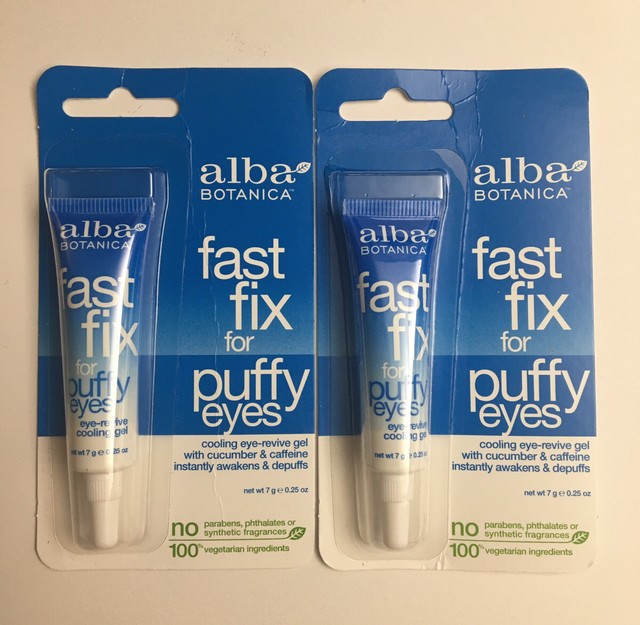 alba
BOTANICA™
fast
fix
for
puffy
eyes
cooling eye-revive gel
with cucumber & caffeine
instantly awakens & depuffs
net wt 7 g ℮ 0.25 oz
no parabens, phthalates or
synthetic fragrances
100% vegetarian ingredients
alba
BOTANICA
fast
fix
for
puffy
eyes
eye-revive
cooling gel
net wt 7 g ℮ 0.25 oz
alba
BOTANICA™
fast
fix
for
puffy
eyes
cooling eye-revive gel
with cucumber & caffeine
instantly awakens & depuffs
net wt 7 g ℮ 0.25 oz
no parabens, phthalates or
synthetic fragrances
100% vegetarian ingredients
alba
BOTANICA
fast
fix
for
puffy
eyes
eye-revive
cooling gel
net wt 7 g ℮ 0.25 oz